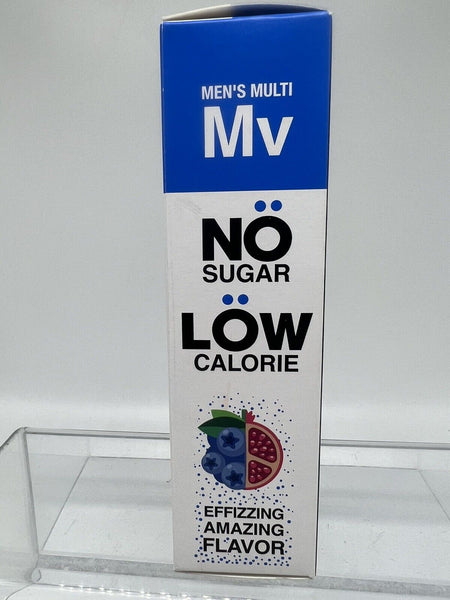 MEN'S MULTI
Mv
NÖ
SUGAR
LÖW
CALORIE
EFFIZZING
AMAZING
FLAVOR